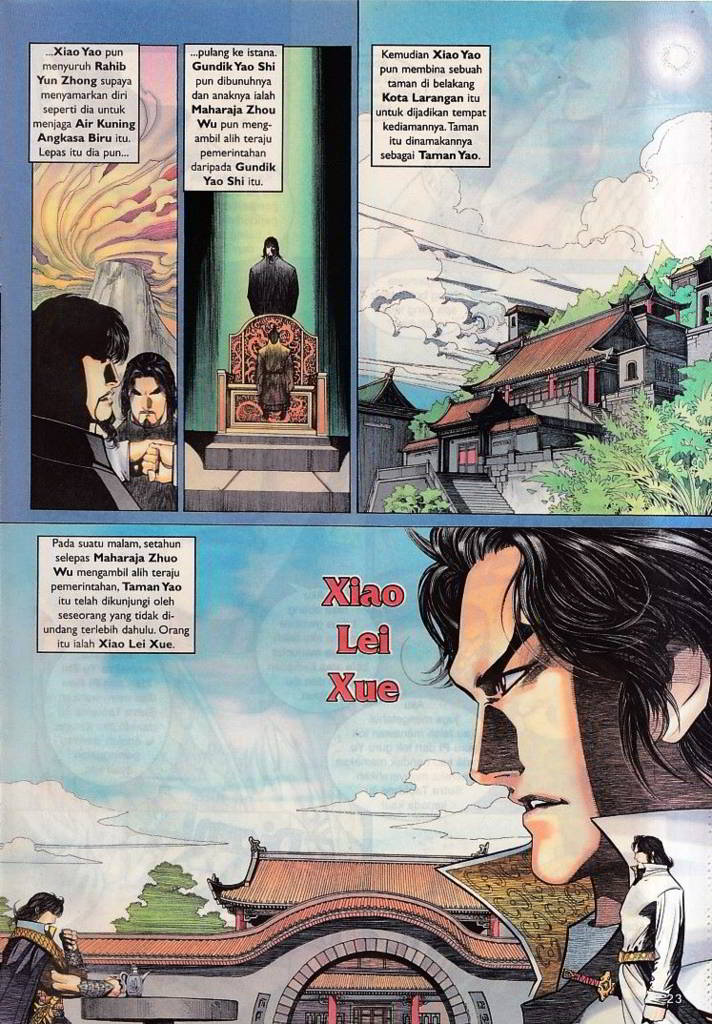 ...Xiao Yao pun
menyuruh Rahib
Yun Zhong supaya
menyamarkan diri
seperti dia untuk
menjaga Air Kuning
Angkasa Biru itu.
Lepas itu dia pun...
...pulang ke istana.
Gundik Yao Shi
pun dibunuhnya
dan anaknya ialah
Maharaja Zhou
Wu pun meng-
ambil alih teraju
pemerintahan
daripada Gundik
Yao Shi itu.
Kemudian Xiao Yao
pun membina sebuah
taman di belakang
Kota Larangan itu
untuk dijadikan tempat
kediamannya. Taman
itu dinamakannya
sebagai Taman Yao.
Pada suatu malam, setahun
selepas Maharaja Zhuo
Wu mengambil alih teraju
pemerintahan, Taman Yao
itu telah dikunjungi oleh
seseorang yang tidak di-
undang terlebih dahulu. Orang
itu ialah Xiao Lei Xue.
Xiao
Lei
Xue
23